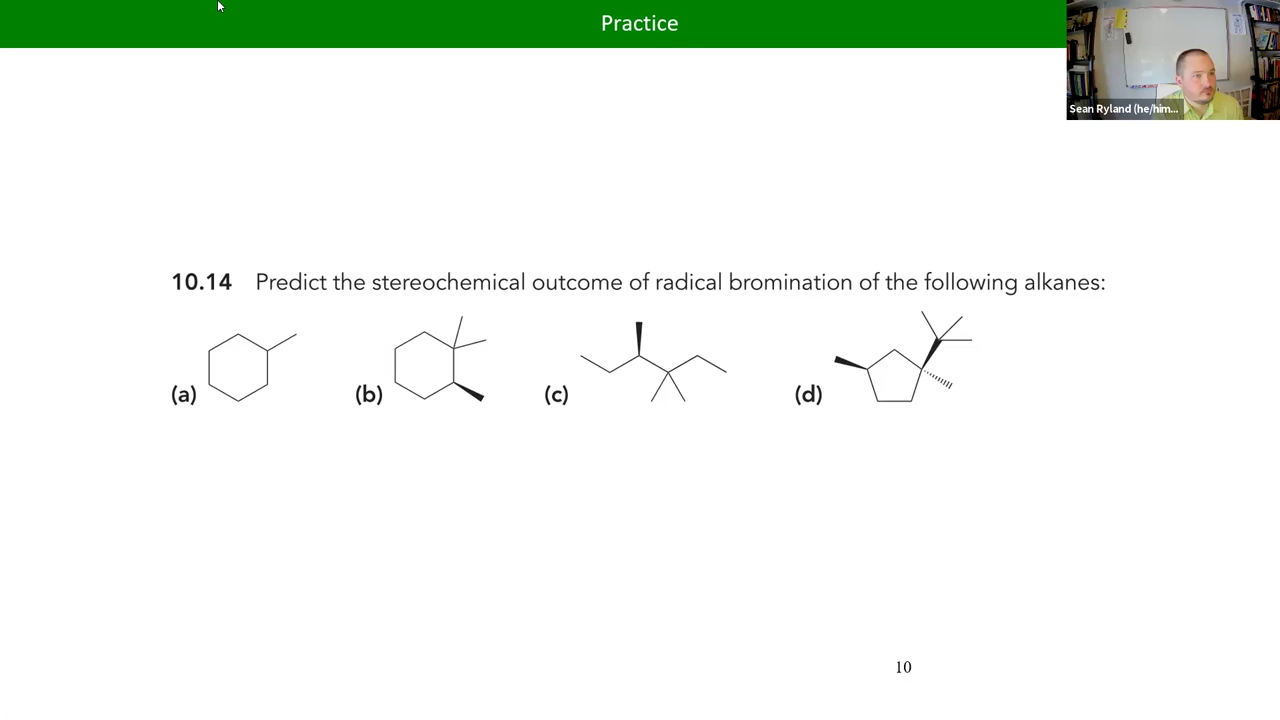 Practice
Sean Ryland (he/him...
10.14 Predict the stereochemical outcome of radical bromination of the following alkanes:
(a) (b) (c) (d)
10